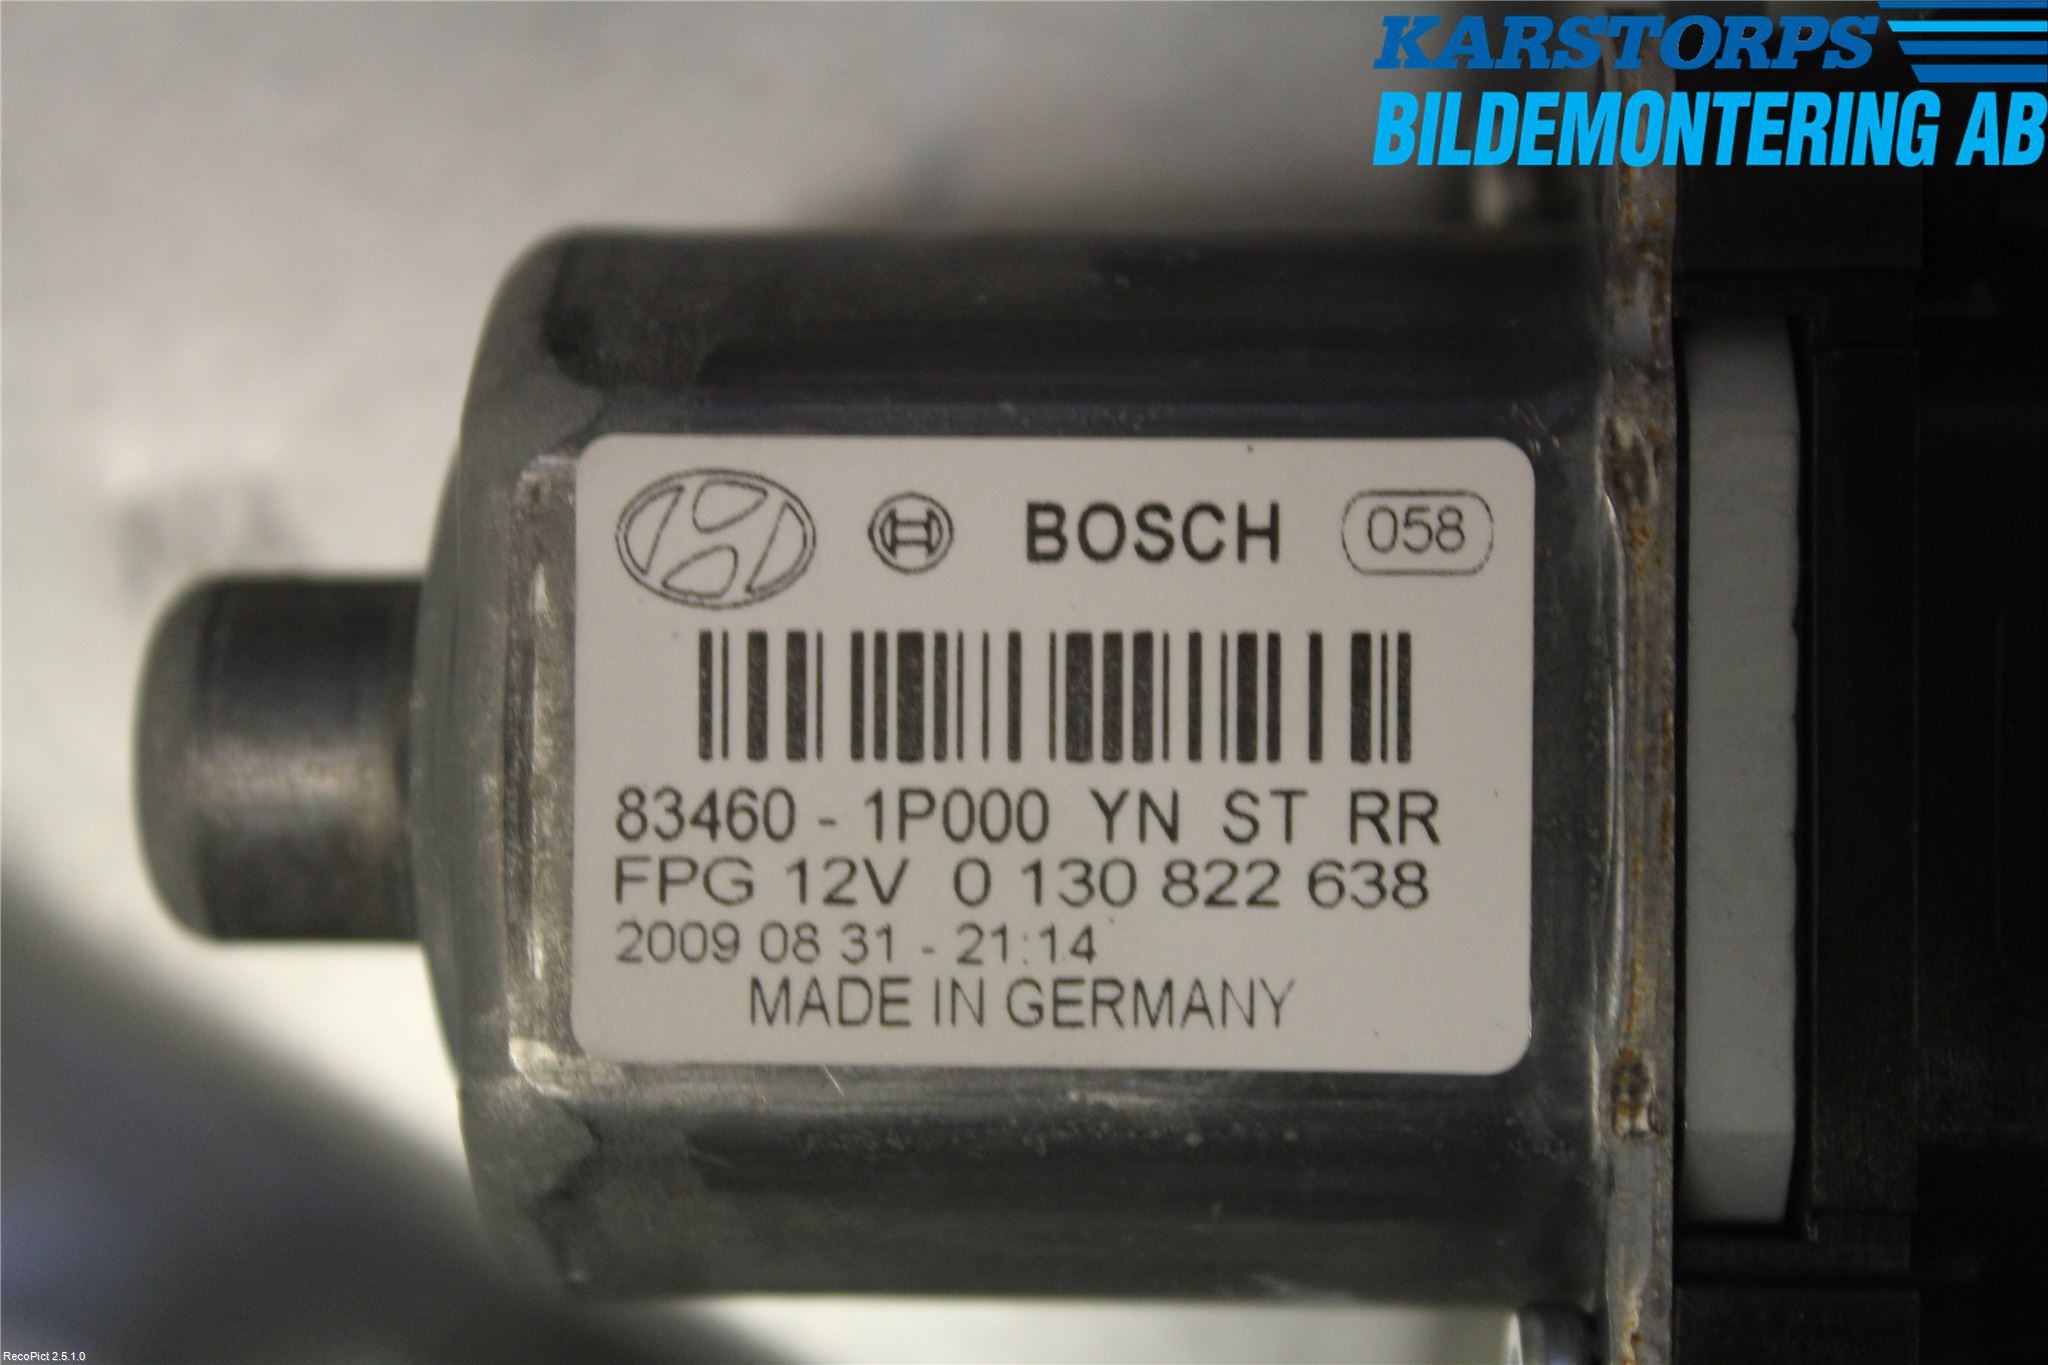 KARSTORPS
BILDEMONTERING AB
BOSCH 058
83460 - 1P000 YN ST RR
FPG 12V 0 130 822 638
2009 08 31 - 21:14
MADE IN GERMANY
RecoPict 2.5.1.0